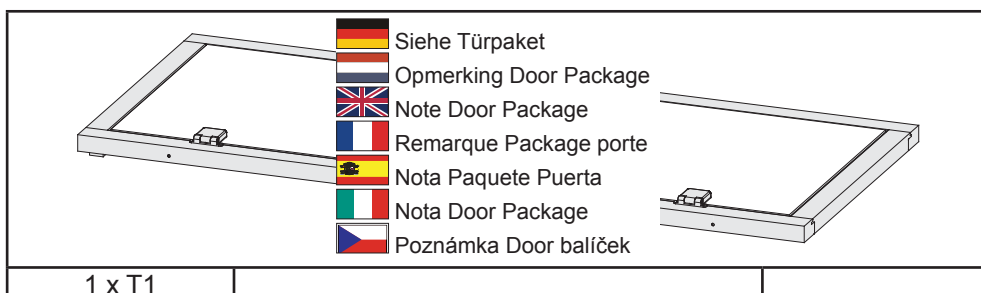 Siehe Türpaket
Opmerking Door Package
Note Door Package
Remarque Package porte
Nota Paquete Puerta
Nota Door Package
Poznámka Door balíček
1 x T1